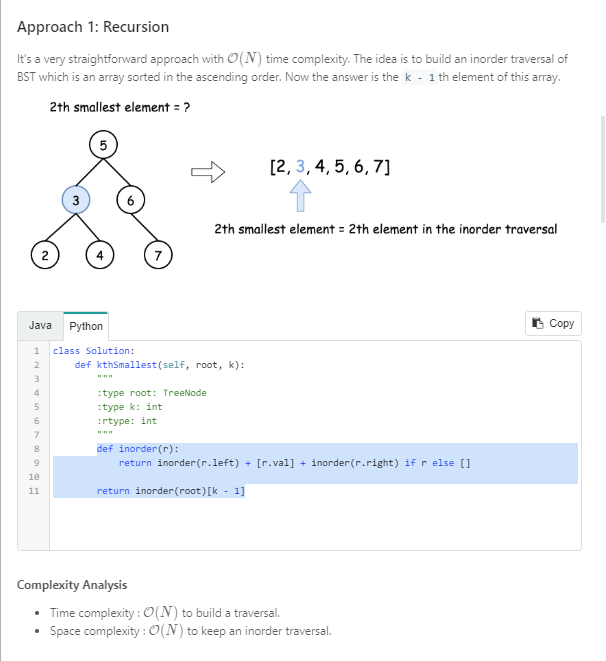 Approach 1: Recursion
It's a very straightforward approach with O(N) time complexity. The idea is to build an inorder traversal of
BST which is an array sorted in the ascending order. Now the answer is the k - 1 th element of this array.
2th smallest element = ?
5
[2, 3, 4, 5, 6, 7]
3 6
2th smallest element = 2th element in the inorder traversal
2 4 7
Java Python Copy
1 class Solution:
2     def kthSmallest(self, root, k):
3         """
4         :type root: TreeNode
5         :type k: int
6         :rtype: int
7         """
8         def inorder(r):
9             return inorder(r.left) + [r.val] + inorder(r.right) if r else []
10
11         return inorder(root)[k - 1]
Complexity Analysis
• Time complexity : O(N) to build a traversal.
• Space complexity : O(N) to keep an inorder traversal.